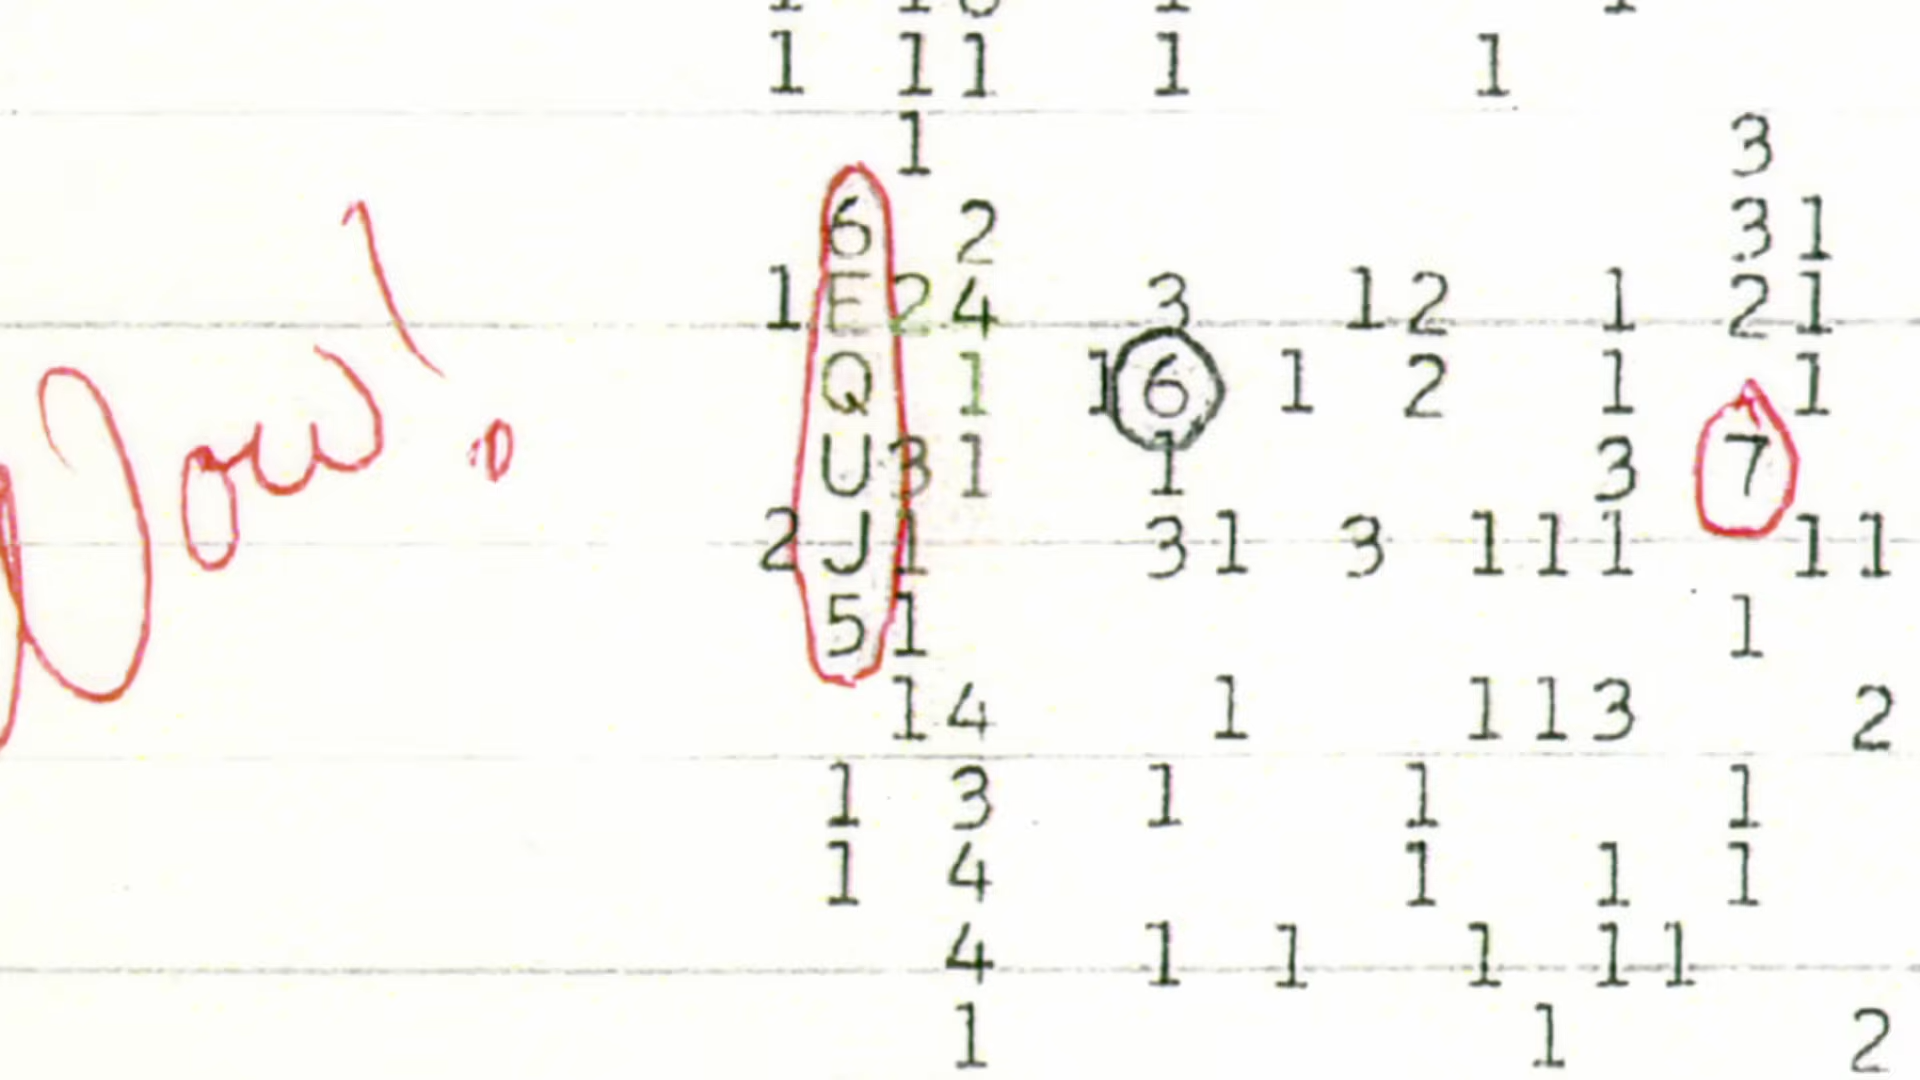 1 11 1 1
1 3
6 2 31
1E24 3 12 1 21
Wow! Q 1 16 1 2 1 1
U31 1 3 7
2J1 31 3 111 11
51 1
14 1 113 2
1 3 1 1 1
1 4 1 1 1
4 1 1 1 11
1 1 2